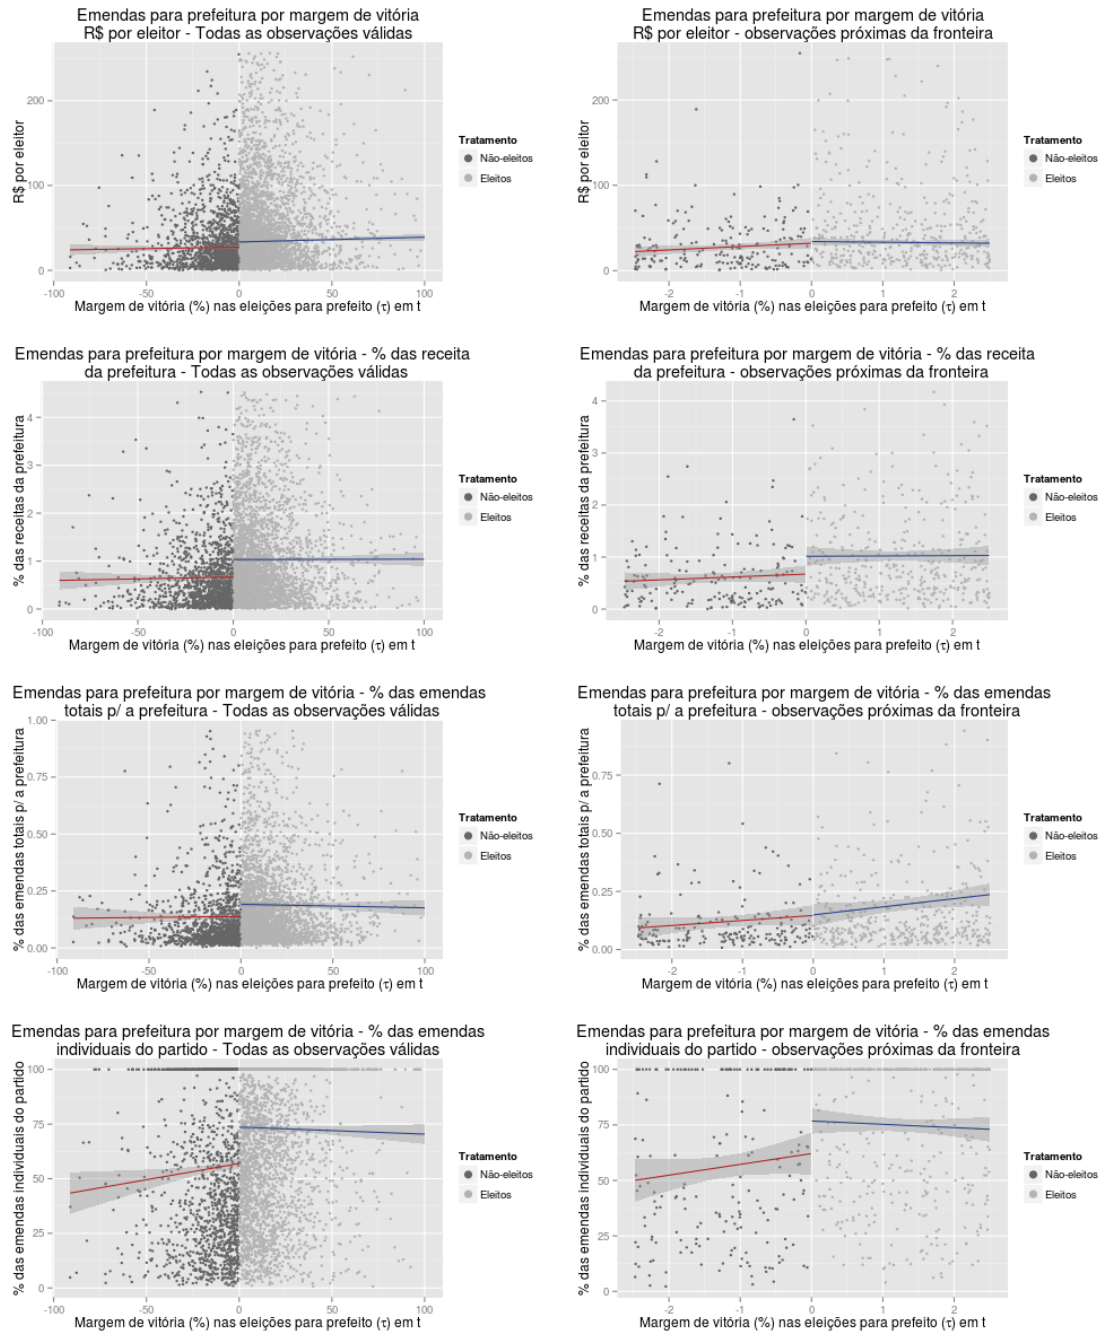 Emendas para prefeitura por margem de vitória
R$ por eleitor - Todas as observações válidas
R$ por eleitor
200
100
0
-100 -50 0 50 100
Margem de vitória (%) nas eleições para prefeito (τ) em t
Tratamento
Não-eleitos
Eleitos
Emendas para prefeitura por margem de vitória
R$ por eleitor - observações próximas da fronteira
R$ por eleitor
200
100
0
-2 -1 0 1 2
Margem de vitória (%) nas eleições para prefeito (τ) em t
Tratamento
Não-eleitos
Eleitos
Emendas para prefeitura por margem de vitória - % das receita
da prefeitura - Todas as observações válidas
% das receitas da prefeitura
4
3
2
1
0
-100 -50 0 50 100
Margem de vitória (%) nas eleições para prefeito (τ) em t
Tratamento
Não-eleitos
Eleitos
Emendas para prefeitura por margem de vitória - % das receita
da prefeitura - observações próximas da fronteira
% das receitas da prefeitura
4
3
2
1
0
-2 -1 0 1 2
Margem de vitória (%) nas eleições para prefeito (τ) em t
Tratamento
Não-eleitos
Eleitos
Emendas para prefeitura por margem de vitória - % das emendas
totais p/ a prefeitura - Todas as observações válidas
% das emendas totais p/ a prefeitura
1.00
0.75
0.50
0.25
0.00
-100 -50 0 50 100
Margem de vitória (%) nas eleições para prefeito (τ) em t
Tratamento
Não-eleitos
Eleitos
Emendas para prefeitura por margem de vitória - % das emendas
totais p/ a prefeitura - observações próximas da fronteira
% das emendas totais p/ a prefeitura
0.75
0.50
0.25
0.00
-2 -1 0 1 2
Margem de vitória (%) nas eleições para prefeito (τ) em t
Tratamento
Não-eleitos
Eleitos
Emendas para prefeitura por margem de vitória - % das emendas
individuais do partido - Todas as observações válidas
% das emendas individuais do partido
100
75
50
25
0
-100 -50 0 50 100
Margem de vitória (%) nas eleições para prefeito (τ) em t
Tratamento
Não-eleitos
Eleitos
Emendas para prefeitura por margem de vitória - % das emendas
individuais do partido - observações próximas da fronteira
% das emendas individuais do partido
100
75
50
25
0
-2 -1 0 1 2
Margem de vitória (%) nas eleições para prefeito (τ) em t
Tratamento
Não-eleitos
Eleitos